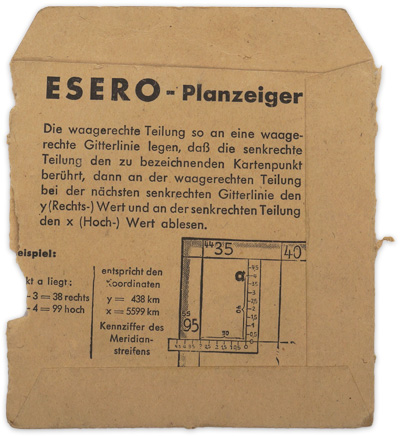 ESERO - Planzeiger
Die waagerechte Teilung so an eine waage-
rechte Gitterlinie legen, daß die senkrechte
Teilung den zu bezeichnenden Kartenpunkt
berührt, dann an der waagerechten Teilung
bei der nächsten senkrechten Gitterlinie den
y (Rechts-) Wert und an der senkrechten Teilung
den x (Hoch-) Wert ablesen.
eispiel:
kt a liegt:
- 3 = 38 rechts
- 4 = 99 hoch
entspricht den
Koordinaten
y = 438 km
x = 5599 km
Kennziffer des
Meridian-
streifens
44 35
40
a
55
95